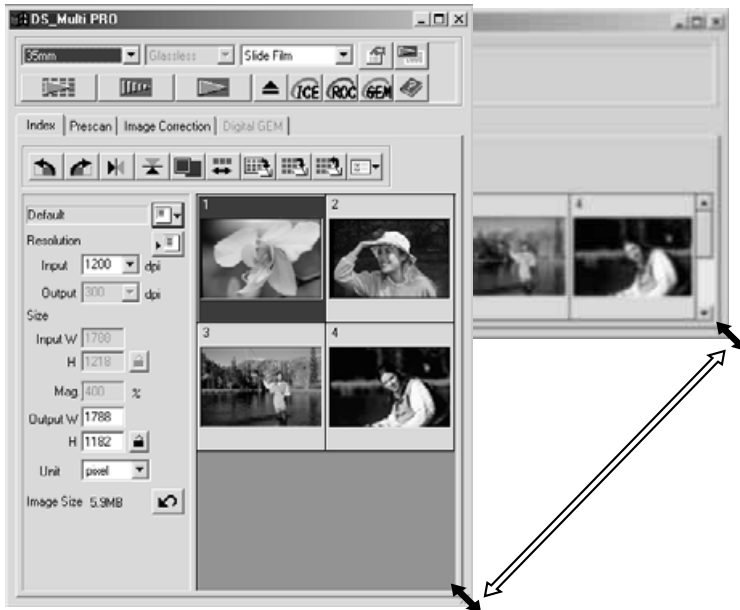 DS_Multi PRO
35mm Glassless Slide Film
ICE ROC GEM
Index Prescan Image Correction Digital GEM
Default
Resolution
Input 1200 dpi
Output 300 dpi
Size
Input W 1788
H 1218
Mag. 400 %
Output W 1788
H 1182
Unit pixel
Image Size 5.9MB
1 2
3 4
4